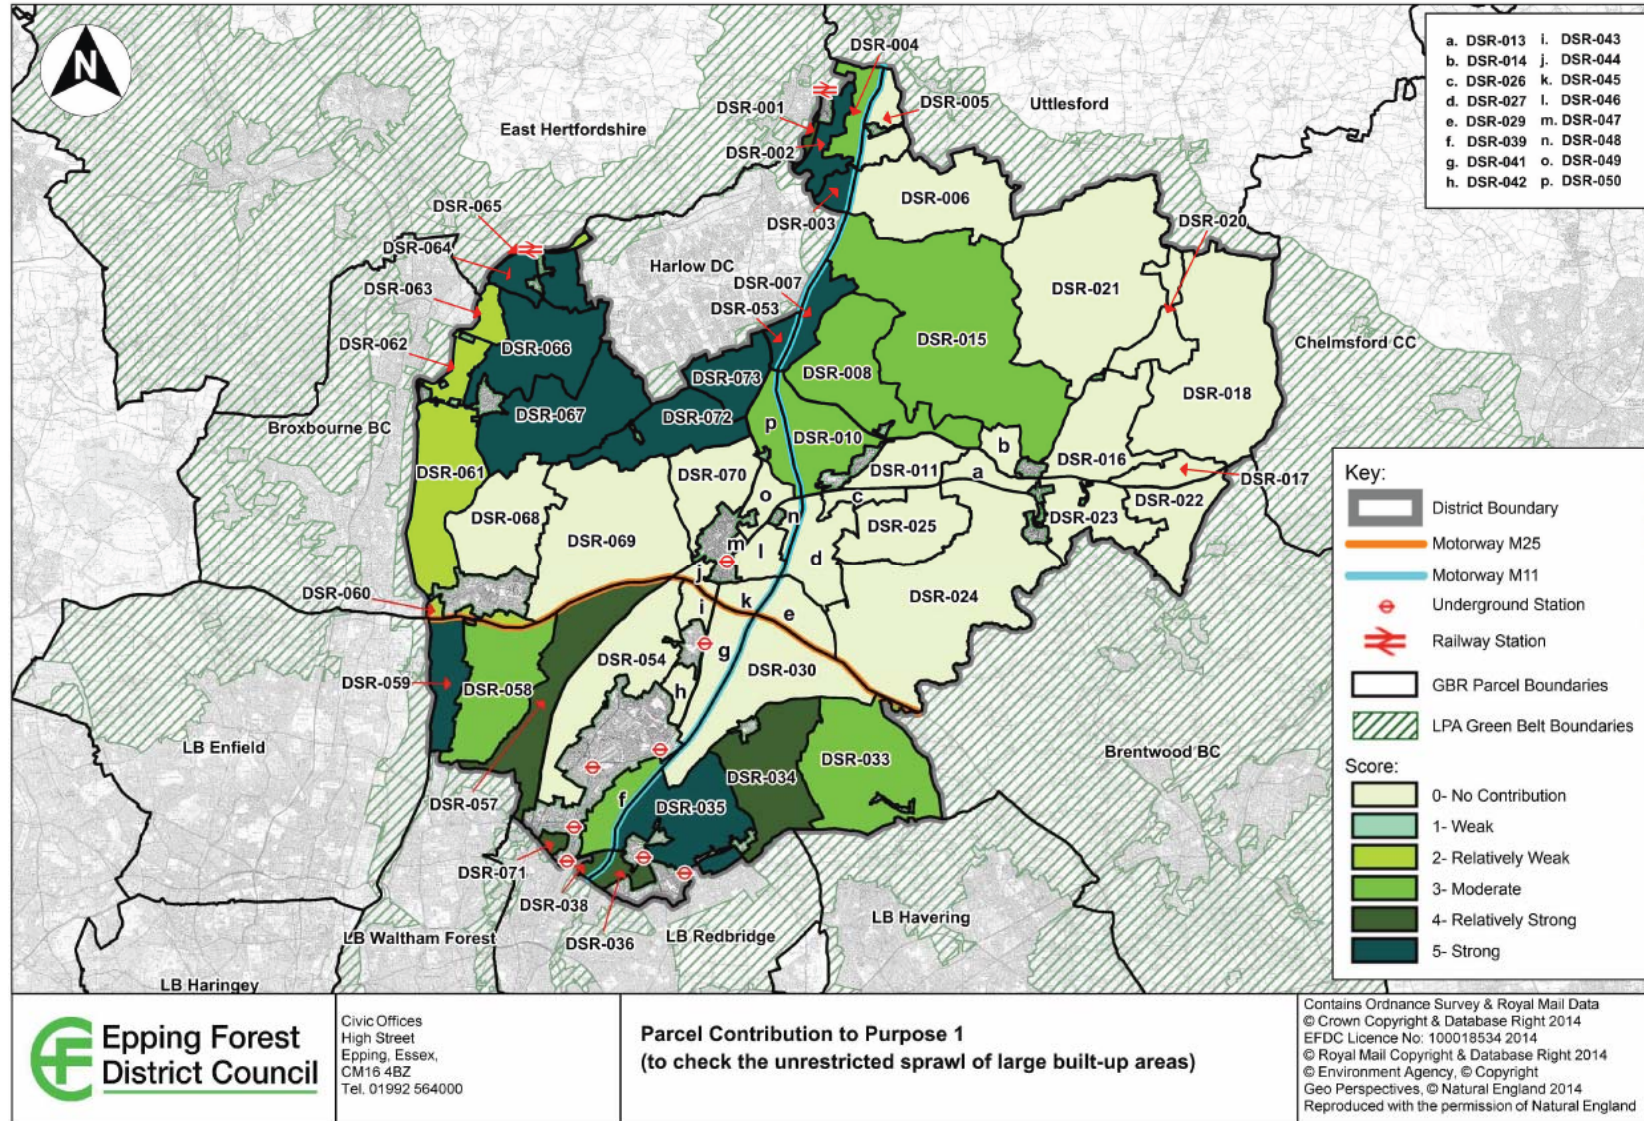 N
DSR-004
a. DSR-013 i. DSR-043
b. DSR-014 j. DSR-044
c. DSR-026 k. DSR-045
d. DSR-027 l. DSR-046
e. DSR-029 m. DSR-047
f. DSR-039 n. DSR-048
g. DSR-041 o. DSR-049
h. DSR-042 p. DSR-050
DSR-001
DSR-005
Uttlesford
East Hertfordshire
DSR-002
DSR-006
DSR-065
DSR-003
DSR-020
DSR-064
Harlow DC
DSR-007
DSR-063
DSR-053
DSR-021
DSR-062
DSR-066
DSR-015
Chelmsford CC
DSR-073
DSR-008
DSR-018
DSR-067
DSR-072
p
Broxbourne BC
DSR-010
b
DSR-061
DSR-070
DSR-011
a
DSR-016
DSR-017
o
c
DSR-022
DSR-068
n
DSR-025
DSR-023
DSR-069
m
l
d
j
DSR-060
i
k
e
DSR-024
DSR-054
g
DSR-030
DSR-059
DSR-058
h
LB Enfield
Brentwood BC
DSR-033
DSR-034
DSR-057
f
DSR-035
DSR-071
DSR-038
LB Havering
LB Waltham Forest
DSR-036
LB Redbridge
LB Haringey
Key:
District Boundary
Motorway M25
Motorway M11
Underground Station
Railway Station
GBR Parcel Boundaries
LPA Green Belt Boundaries
Score:
0- No Contribution
1- Weak
2- Relatively Weak
3- Moderate
4- Relatively Strong
5- Strong
Epping Forest
District Council
Civic Offices
High Street
Epping, Essex,
CM16 4BZ
Tel. 01992 564000
Parcel Contribution to Purpose 1
(to check the unrestricted sprawl of large built-up areas)
Contains Ordnance Survey & Royal Mail Data
© Crown Copyright & Database Right 2014
EFDC Licence No: 100018534 2014
© Royal Mail Copyright & Database Right 2014
© Environment Agency, © Copyright
Geo Perspectives, © Natural England 2014
Reproduced with the permission of Natural England